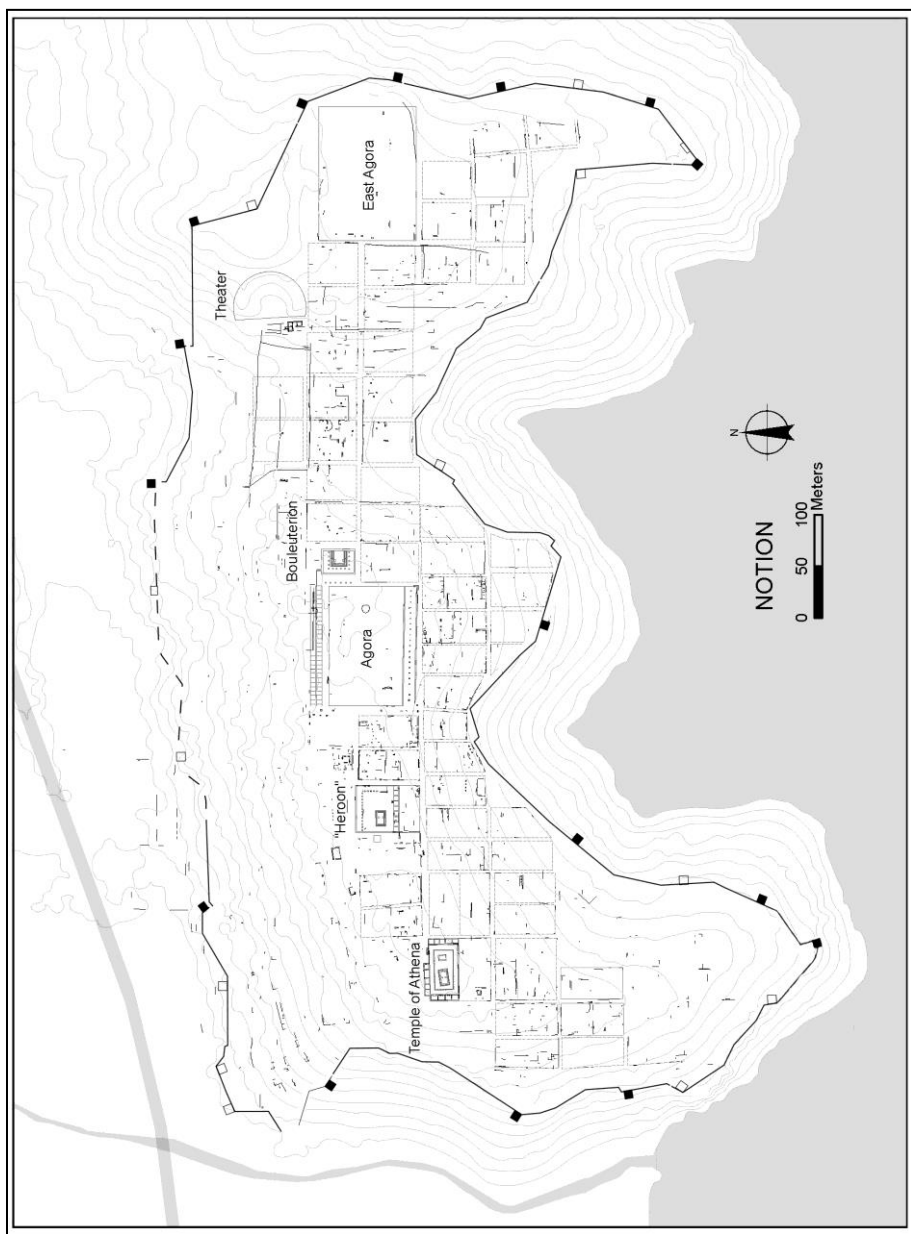 Theater
East Agora
Bouleuterion
Agora
"Heroon"
Temple of Athena
N
NOTION
0 50 100
Meters